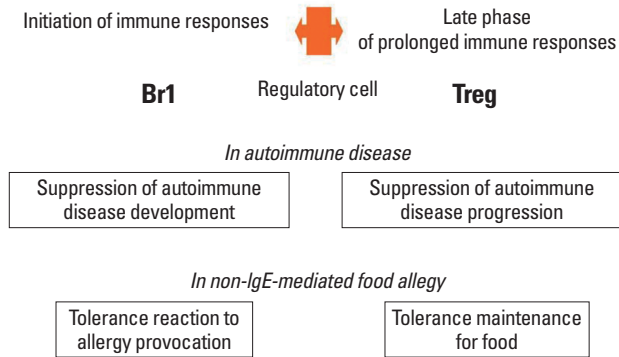 Initiation of immune responses
Late phase
of prolonged immune responses
Br1
Regulatory cell
Treg
In autoimmune disease
Suppression of autoimmune
disease development
Suppression of autoimmune
disease progression
In non-IgE-mediated food allergy
Tolerance reaction to
allergy provocation
Tolerance maintenance
for food